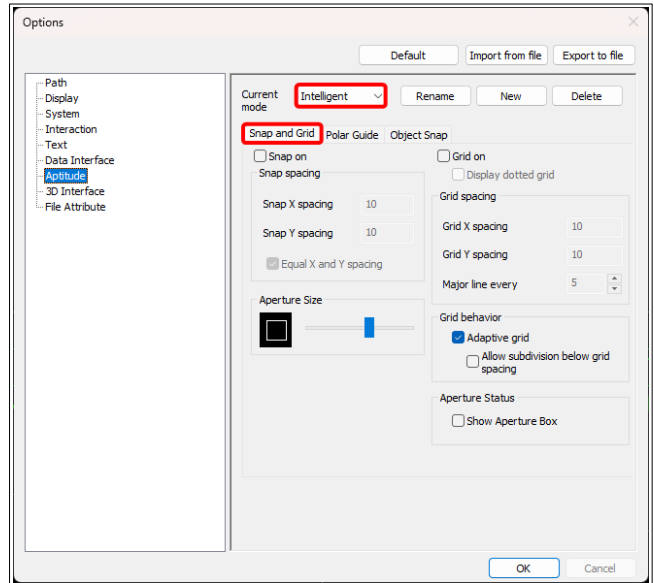 Options
Default Import from file Export to file
Path
Display
System
Interaction
Text
Data Interface
Aptitude
3D Interface
File Attribute
Current mode Intelligent Rename New Delete
Snap and Grid Polar Guide Object Snap
Snap on
Snap spacing
Snap X spacing 10
Snap Y spacing 10
Equal X and Y spacing
Aperture Size
Grid on
Display dotted grid
Grid spacing
Grid X spacing 10
Grid Y spacing 10
Major line every 5
Grid behavior
Adaptive grid
Allow subdivision below grid
spacing
Aperture Status
Show Aperture Box
OK Cancel